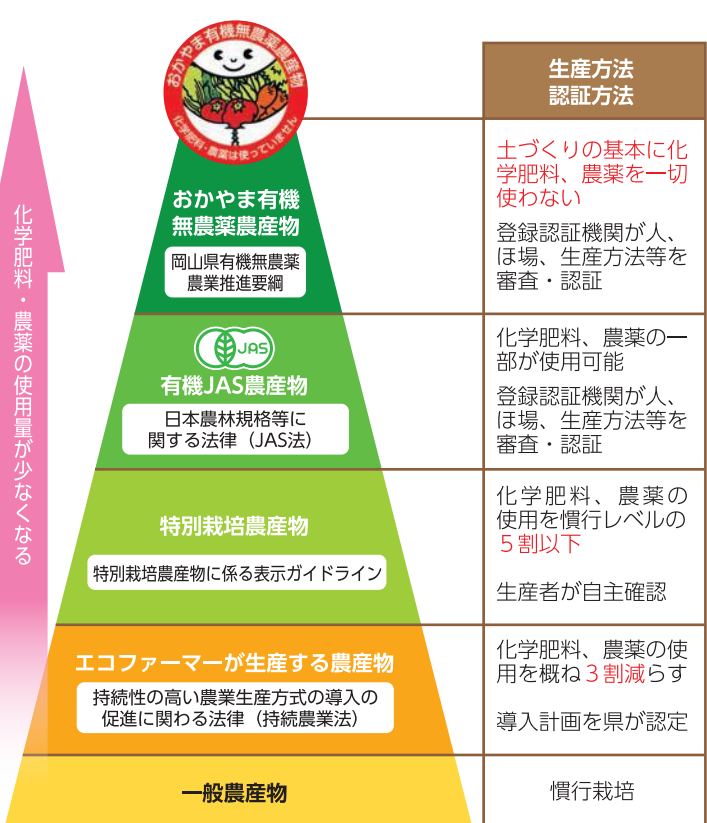 おかやま有機無農薬農産物
化学肥料・農薬は使っていません
化学肥料・農薬の使用量が少なくなる
生産方法
認証方法
おかやま有機
無農薬農産物
岡山県有機無農薬
農業推進要綱
土づくりの基本に化
学肥料、農薬を一切
使わない
登録認証機関が人、
ほ場、生産方法等を
審査・認証
JAS
有機JAS農産物
日本農林規格等に
関する法律（JAS法）
化学肥料、農薬の一
部が使用可能
登録認証機関が人、
ほ場、生産方法等を
審査・認証
特別栽培農産物
特別栽培農産物に係る表示ガイドライン
化学肥料、農薬の
使用を慣行レベルの
５割以下
生産者が自主確認
エコファーマーが生産する農産物
持続性の高い農業生産方式の導入の
促進に関わる法律（持続農業法）
化学肥料、農薬の使
用を概ね３割減らす
導入計画を県が認定
一般農産物
慣行栽培